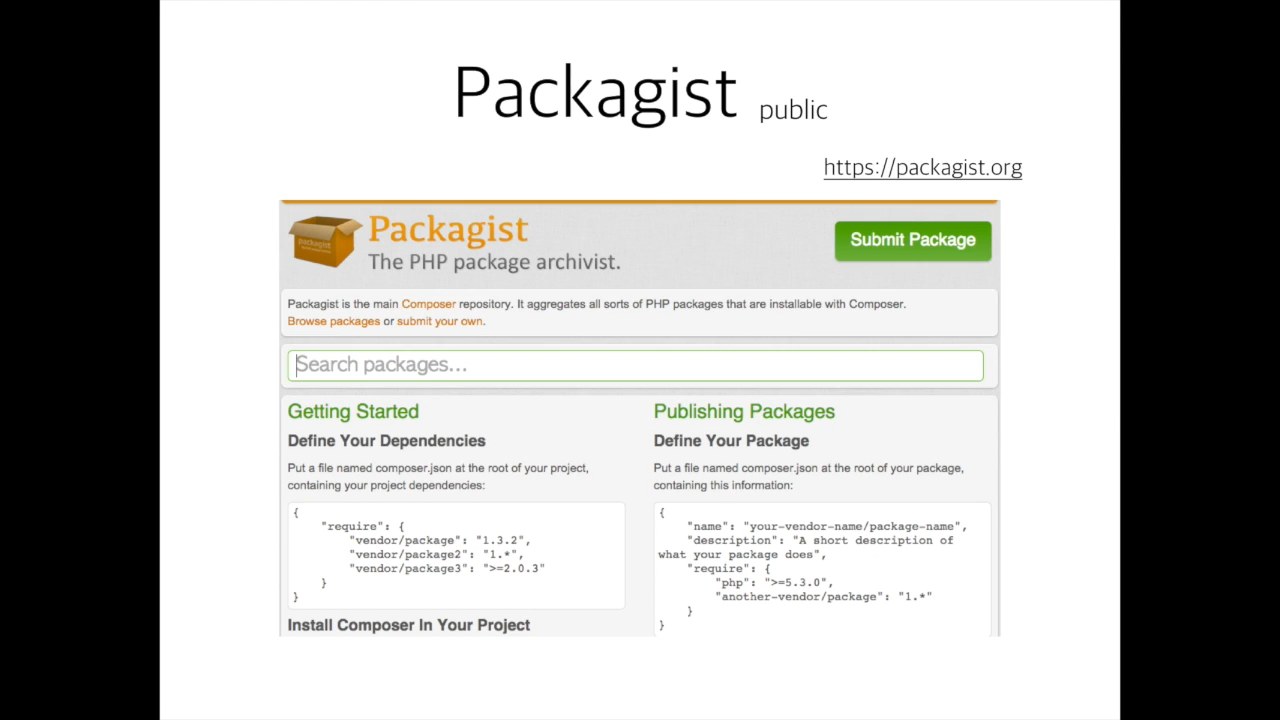 Packagist public
https://packagist.org
packagist
Packagist
The PHP package archivist.
Submit Package
Packagist is the main Composer repository. It aggregates all sorts of PHP packages that are installable with Composer.
Browse packages or submit your own.
Search packages...
Getting Started
Define Your Dependencies
Put a file named composer.json at the root of your project,
containing your project dependencies:
{
    "require": {
        "vendor/package": "1.3.2",
        "vendor/package2": "1.*",
        "vendor/package3": ">=2.0.3"
    }
}
Install Composer In Your Project
Publishing Packages
Define Your Package
Put a file named composer.json at the root of your package,
containing this information:
{
    "name": "your-vendor-name/package-name",
    "description": "A short description of
what your package does",
    "require": {
        "php": ">=5.3.0",
        "another-vendor/package": "1.*"
    }
}